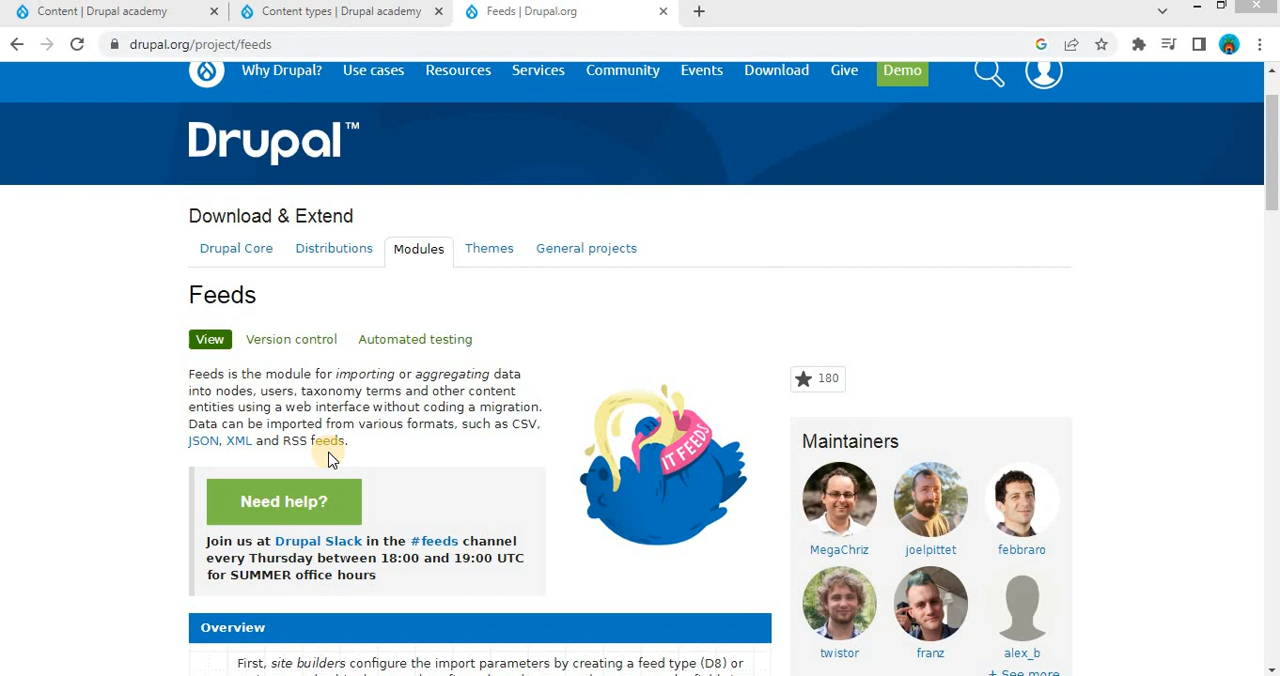 Content | Drupal academy
Content types | Drupal academy
Feeds | Drupal.org
drupal.org/project/feeds
Why Drupal?
Use cases
Resources
Services
Community
Events
Download
Give
Demo
Drupal™
Download & Extend
Drupal Core
Distributions
Modules
Themes
General projects
Feeds
View
Version control
Automated testing
Feeds is the module for importing or aggregating data
into nodes, users, taxonomy terms and other content
entities using a web interface without coding a migration.
Data can be imported from various formats, such as CSV,
JSON, XML and RSS feeds.
IT FEEDS
180
Need help?
Join us at Drupal Slack in the #feeds channel
every Thursday between 18:00 and 19:00 UTC
for SUMMER office hours
Maintainers
MegaChriz
joelpittet
febbraro
twistor
franz
alex_b
+ See more
Overview
First, site builders configure the import parameters by creating a feed type (D8) or